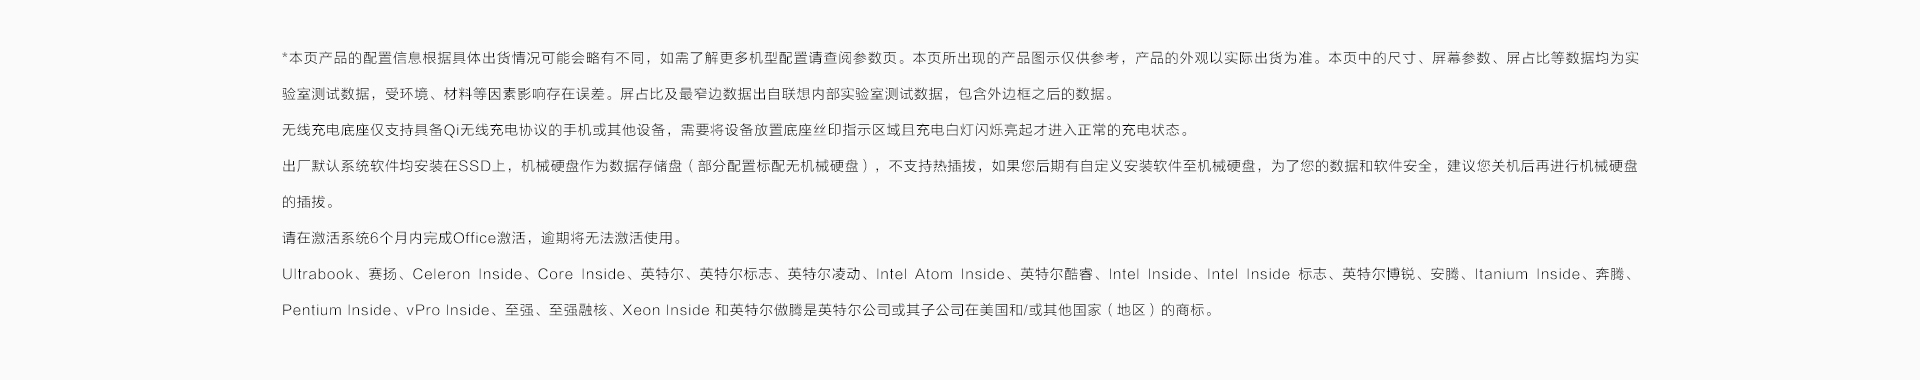 *本页产品的配置信息根据具体出货情况可能会略有不同，如需了解更多机型配置请查阅参数页。本页所出现的产品图示仅供参考，产品的外观以实际出货为准。本页中的尺寸、屏幕参数、屏占比等数据均为实
验室测试数据，受环境、材料等因素影响存在误差。屏占比及最窄边数据出自联想内部实验室测试数据，包含外边框之后的数据。
无线充电底座仅支持具备Qi无线充电协议的手机或其他设备，需要将设备放置底座丝印指示区域且充电白灯闪烁亮起才进入正常的充电状态。
出厂默认系统软件均安装在SSD上，机械硬盘作为数据存储盘（部分配置标配无机械硬盘），不支持热插拔，如果您后期有自定义安装软件至机械硬盘，为了您的数据和软件安全，建议您关机后再进行机械硬盘
的插拔。
请在激活系统6个月内完成Office激活，逾期将无法激活使用。
Ultrabook、赛扬、Celeron Inside、Core Inside、英特尔、英特尔标志、英特尔凌动、Intel Atom Inside、英特尔酷睿、Intel Inside、Intel Inside 标志、英特尔博锐、安腾、Itanium Inside、奔腾、
Pentium Inside、vPro Inside、至强、至强融核、Xeon Inside 和英特尔傲腾是英特尔公司或其子公司在美国和/或其他国家（地区）的商标。